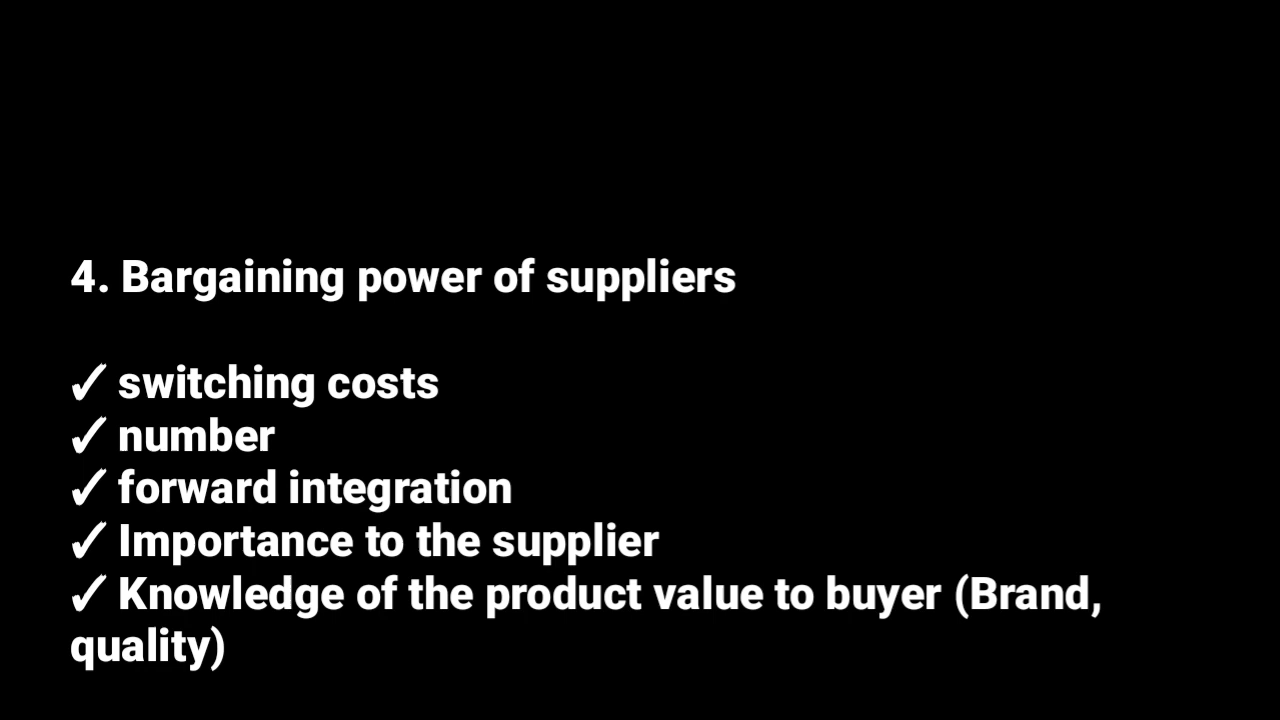 4. Bargaining power of suppliers
✓ switching costs
✓ number
✓ forward integration
✓ Importance to the supplier
✓ Knowledge of the product value to buyer (Brand,
quality)